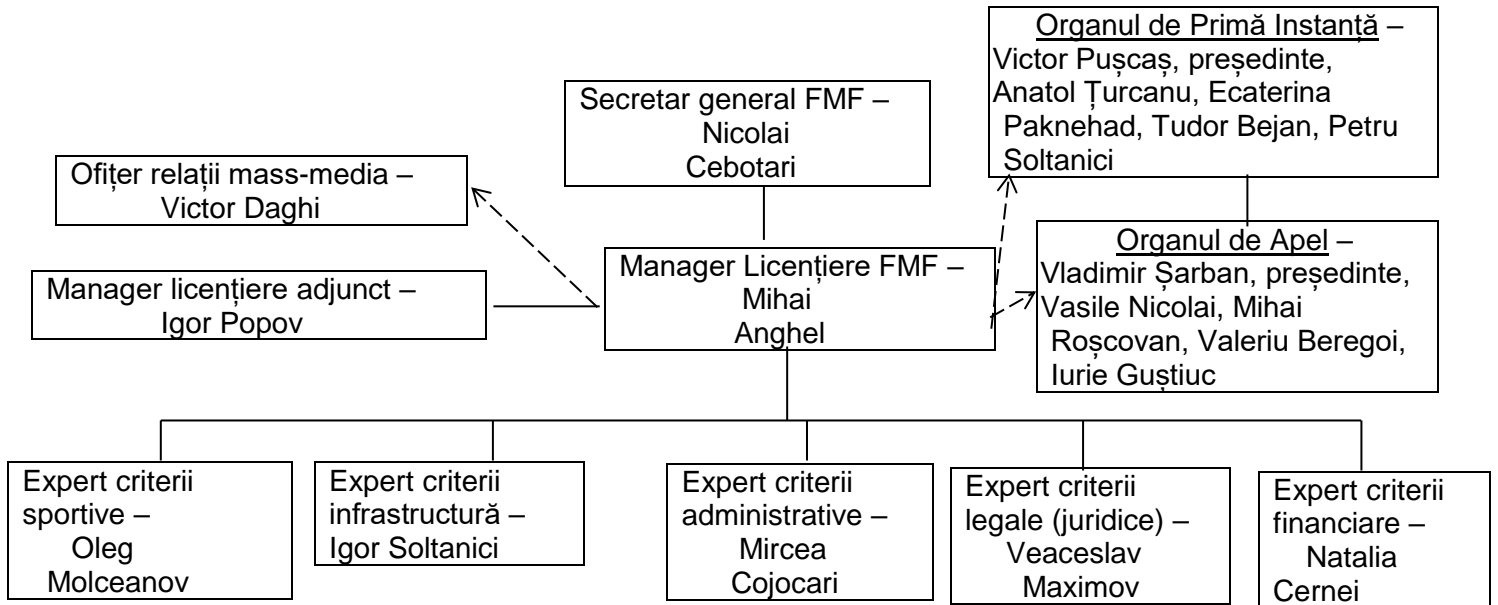 Organul de Primă Instanță –
Victor Pușcaș, președinte,
Anatol Țurcanu, Ecaterina
Paknehad, Tudor Bejan, Petru
Soltanici
Secretar general FMF –
Nicolai
Cebotari
Ofițer relații mass-media –
Victor Daghi
Organul de Apel –
Vladimir Șarban, președinte,
Vasile Nicolai, Mihai
Roșcovan, Valeriu Beregoi,
Iurie Guștiuc
Manager Licențiere FMF –
Mihai
Anghel
Manager licențiere adjunct –
Igor Popov
Expert criterii
sportive –
Oleg
Molceanov
Expert criterii
infrastructură –
Igor Soltanici
Expert criterii
administrative –
Mircea
Cojocari
Expert criterii
legale (juridice) –
Veaceslav
Maximov
Expert criterii
financiare –
Natalia
Cernei